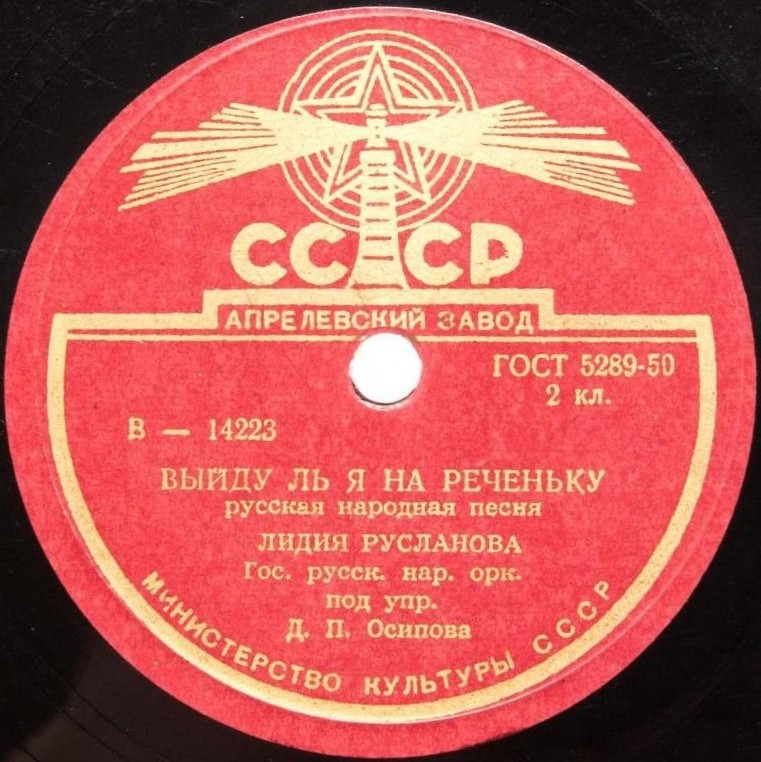 СССР
АПРЕЛЕВСКИЙ ЗАВОД
ГОСТ 5289-50
2 кл.
В — 14223
ВЫЙДУ ЛЬ Я НА РЕЧЕНЬКУ
русская народная песня
ЛИДИЯ РУСЛАНОВА
Гос. русск. нар. орк.
под упр.
Д. П. Осипова
МИНИСТЕРСТВО КУЛЬТУРЫ СССР